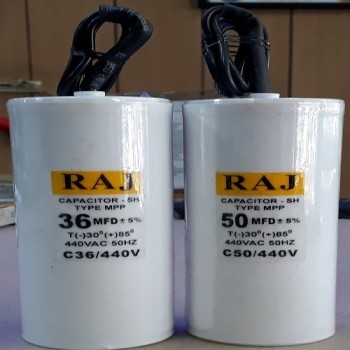 RAJ
CAPACITOR - SH
TYPE MPP
36 MFD ± 5%
T(-)30°(+)85°
440VAC 50HZ
C36/440V
RAJ
CAPACITOR - SH
TYPE MPP
50 MFD ± 5%
T(-)30°(+)85°
440VAC 50HZ
C50/440V